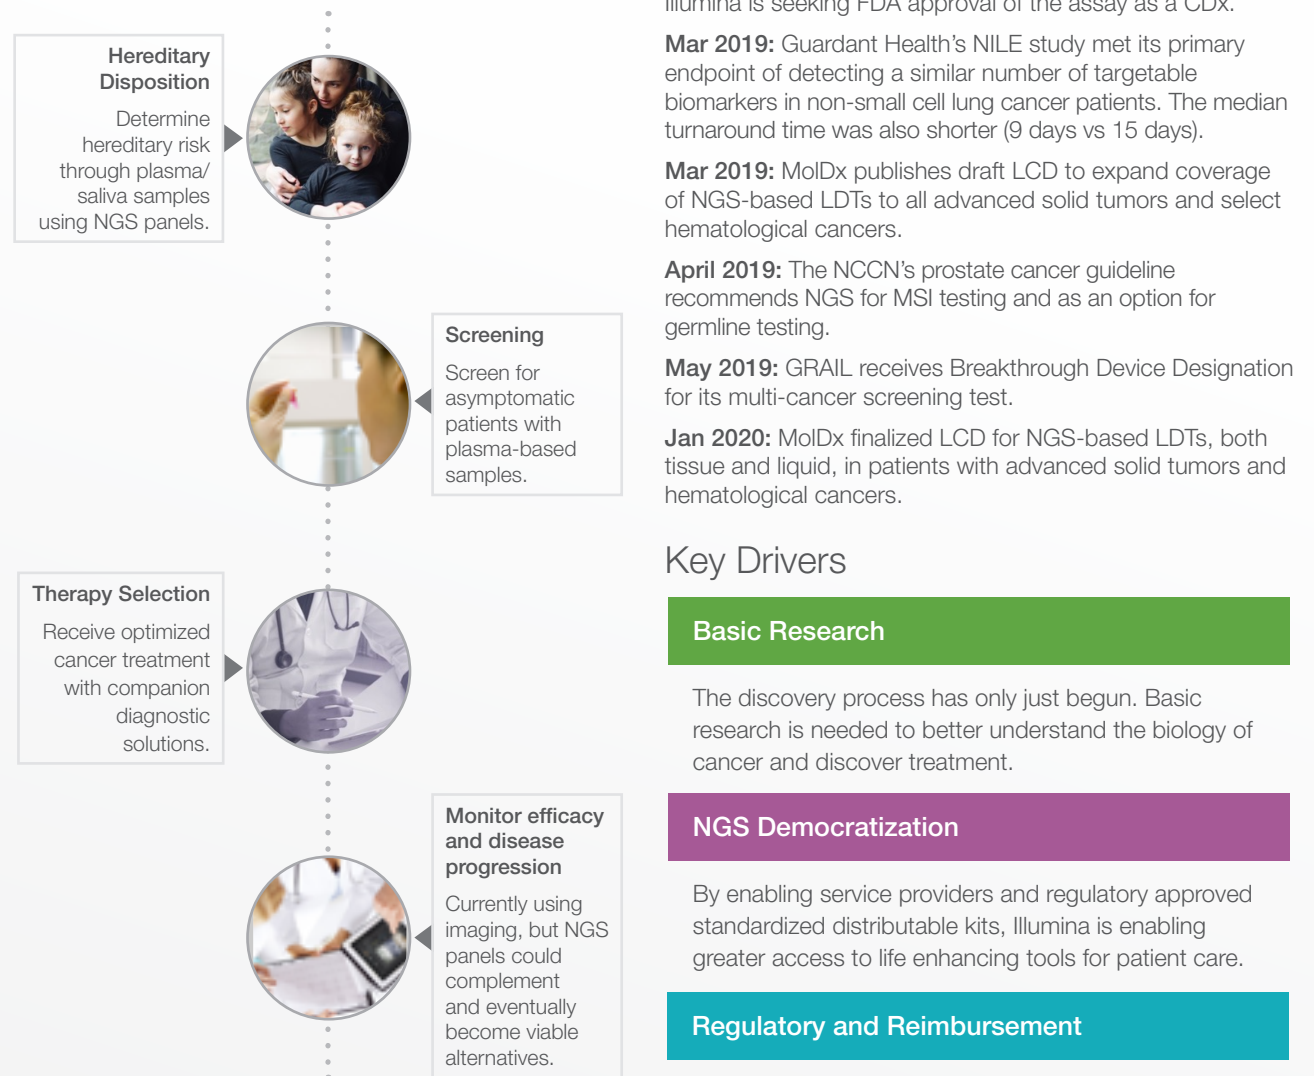 Hereditary
Disposition
Determine
hereditary risk
through plasma/
saliva samples
using NGS panels.
Screening
Screen for
asymptomatic
patients with
plasma-based
samples.
Therapy Selection
Receive optimized
cancer treatment
with companion
diagnostic
solutions.
Monitor efficacy
and disease
progression
Currently using
imaging, but NGS
panels could
complement
and eventually
become viable
alternatives.
Illumina is seeking FDA approval of the assay as a CDx.
Mar 2019: Guardant Health's NILE study met its primary
endpoint of detecting a similar number of targetable
biomarkers in non-small cell lung cancer patients. The median
turnaround time was also shorter (9 days vs 15 days).
Mar 2019: MolDx publishes draft LCD to expand coverage
of NGS-based LDTs to all advanced solid tumors and select
hematological cancers.
April 2019: The NCCN's prostate cancer guideline
recommends NGS for MSI testing and as an option for
germline testing.
May 2019: GRAIL receives Breakthrough Device Designation
for its multi-cancer screening test.
Jan 2020: MolDx finalized LCD for NGS-based LDTs, both
tissue and liquid, in patients with advanced solid tumors and
hematological cancers.
Key Drivers
Basic Research
The discovery process has only just begun. Basic
research is needed to better understand the biology of
cancer and discover treatment.
NGS Democratization
By enabling service providers and regulatory approved
standardized distributable kits, Illumina is enabling
greater access to life enhancing tools for patient care.
Regulatory and Reimbursement